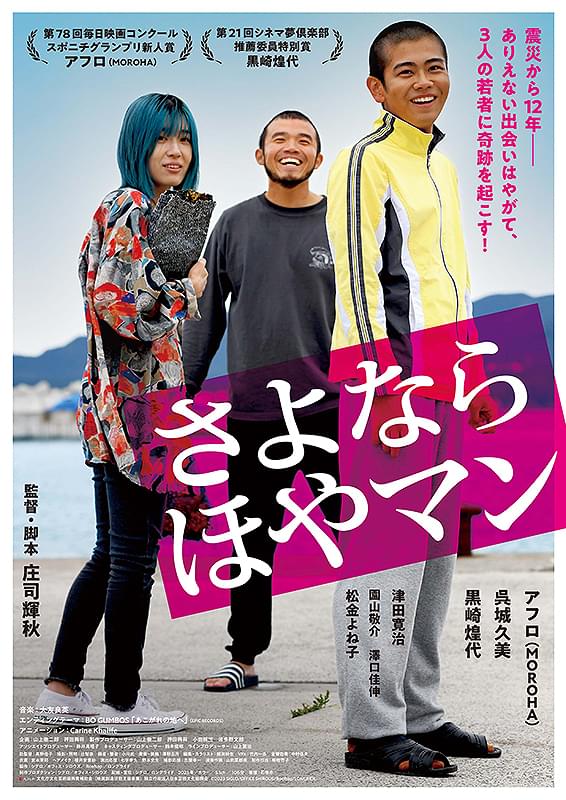 第78回毎日映画コンクール
スポニチグランプリ新人賞
アフロ（MOROHA）
第21回シネマ夢倶楽部
推薦委員特別賞
黒崎煌代
震災から12年――
ありえない出会いはやがて、
3人の若者に奇跡を起こす！
さよなら
ほやマン
監督・脚本 庄司輝秋
アフロ（MOROHA）
呉城久美
黒崎煌代
津田寛治
園山敬介 澤口佳伸
松金よね子
音楽：大友良英
エンディングテーマ：BO GUMBOS「あこがれの地へ」（EPIC RECORDS）
アニメーション：Carine Khalife